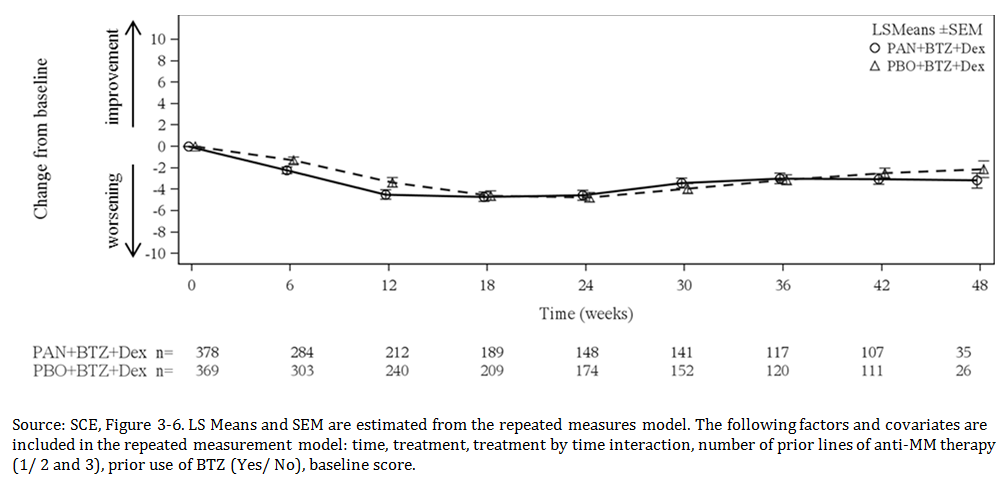 improvement
worsening
Change from baseline
10
8
6
4
2
0
-2
-4
-6
-8
-10
LSMeans ±SEM
PAN+BTZ+Dex
PBO+BTZ+Dex
0 6 12 18 24 30 36 42 48
Time (weeks)
PAN+BTZ+Dex n= 378 284 212 189 148 141 117 107 35
PBO+BTZ+Dex n= 369 303 240 209 174 152 120 111 26
Source: SCE, Figure 3-6. LS Means and SEM are estimated from the repeated measures model. The following factors and covariates are
included in the repeated measurement model: time, treatment, treatment by time interaction, number of prior lines of anti-MM therapy
(1/ 2 and 3), prior use of BTZ (Yes/ No), baseline score.